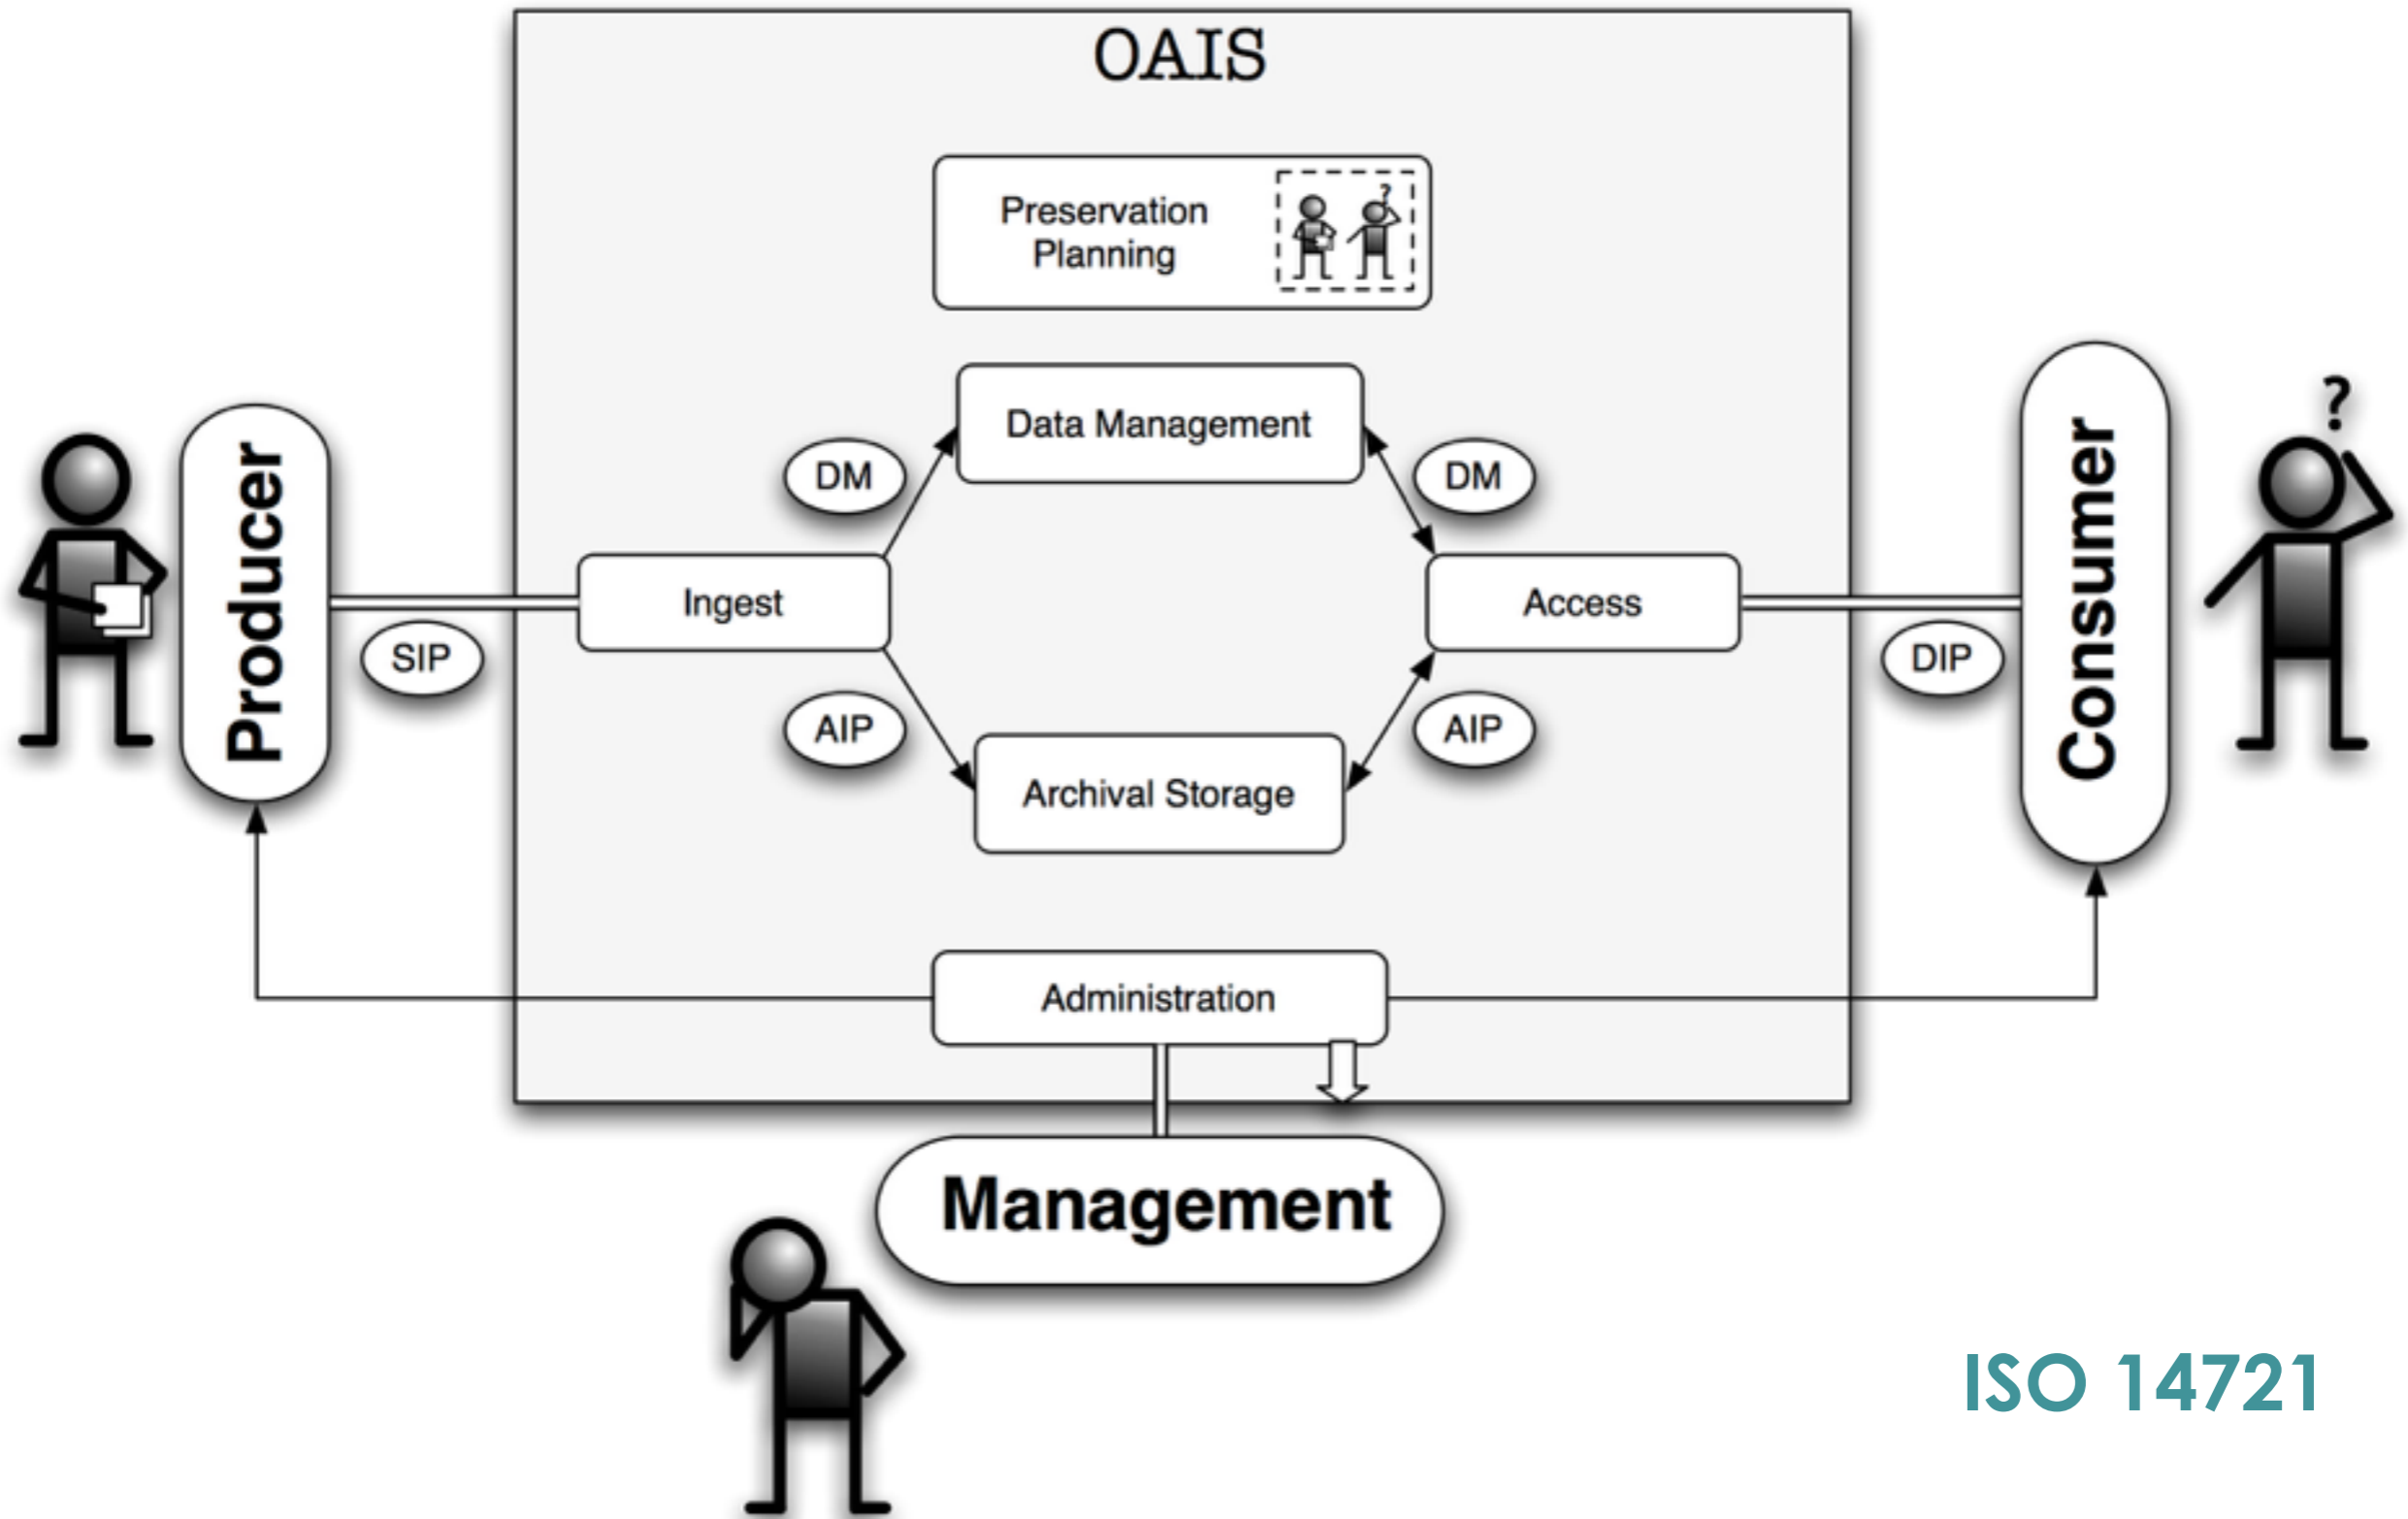 OAIS
Preservation
Planning
?
Data Management
DM
DM
Producer
Ingest
Access
Consumer
?
SIP
DIP
AIP
AIP
Archival Storage
Administration
Management
ISO 14721